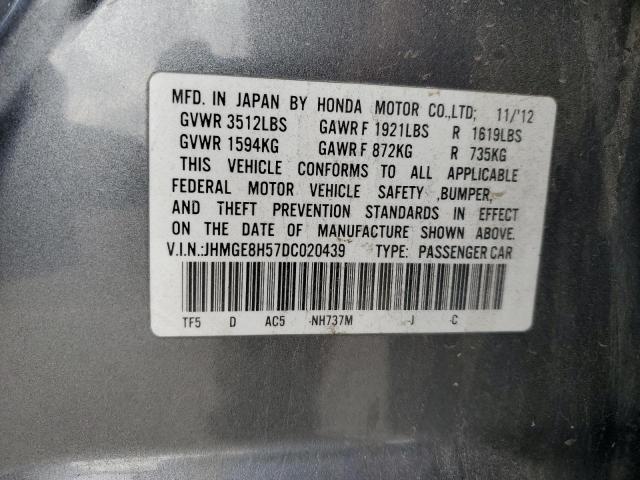 MFD. IN JAPAN BY HONDA MOTOR CO.,LTD; 11/'12
GVWR 3512LBS GAWR F 1921LBS R 1619LBS
GVWR 1594KG GAWR F 872KG R 735KG
THIS VEHICLE CONFORMS TO ALL APPLICABLE
FEDERAL MOTOR VEHICLE SAFETY ,BUMPER,
AND THEFT PREVENTION STANDARDS IN EFFECT
ON THE DATE OF MANUFACTURE SHOWN ABOVE.
V.I.N.:JHMGE8H57DC020439 TYPE: PASSENGER CAR
TF5 D AC5 -NH737M -J -C